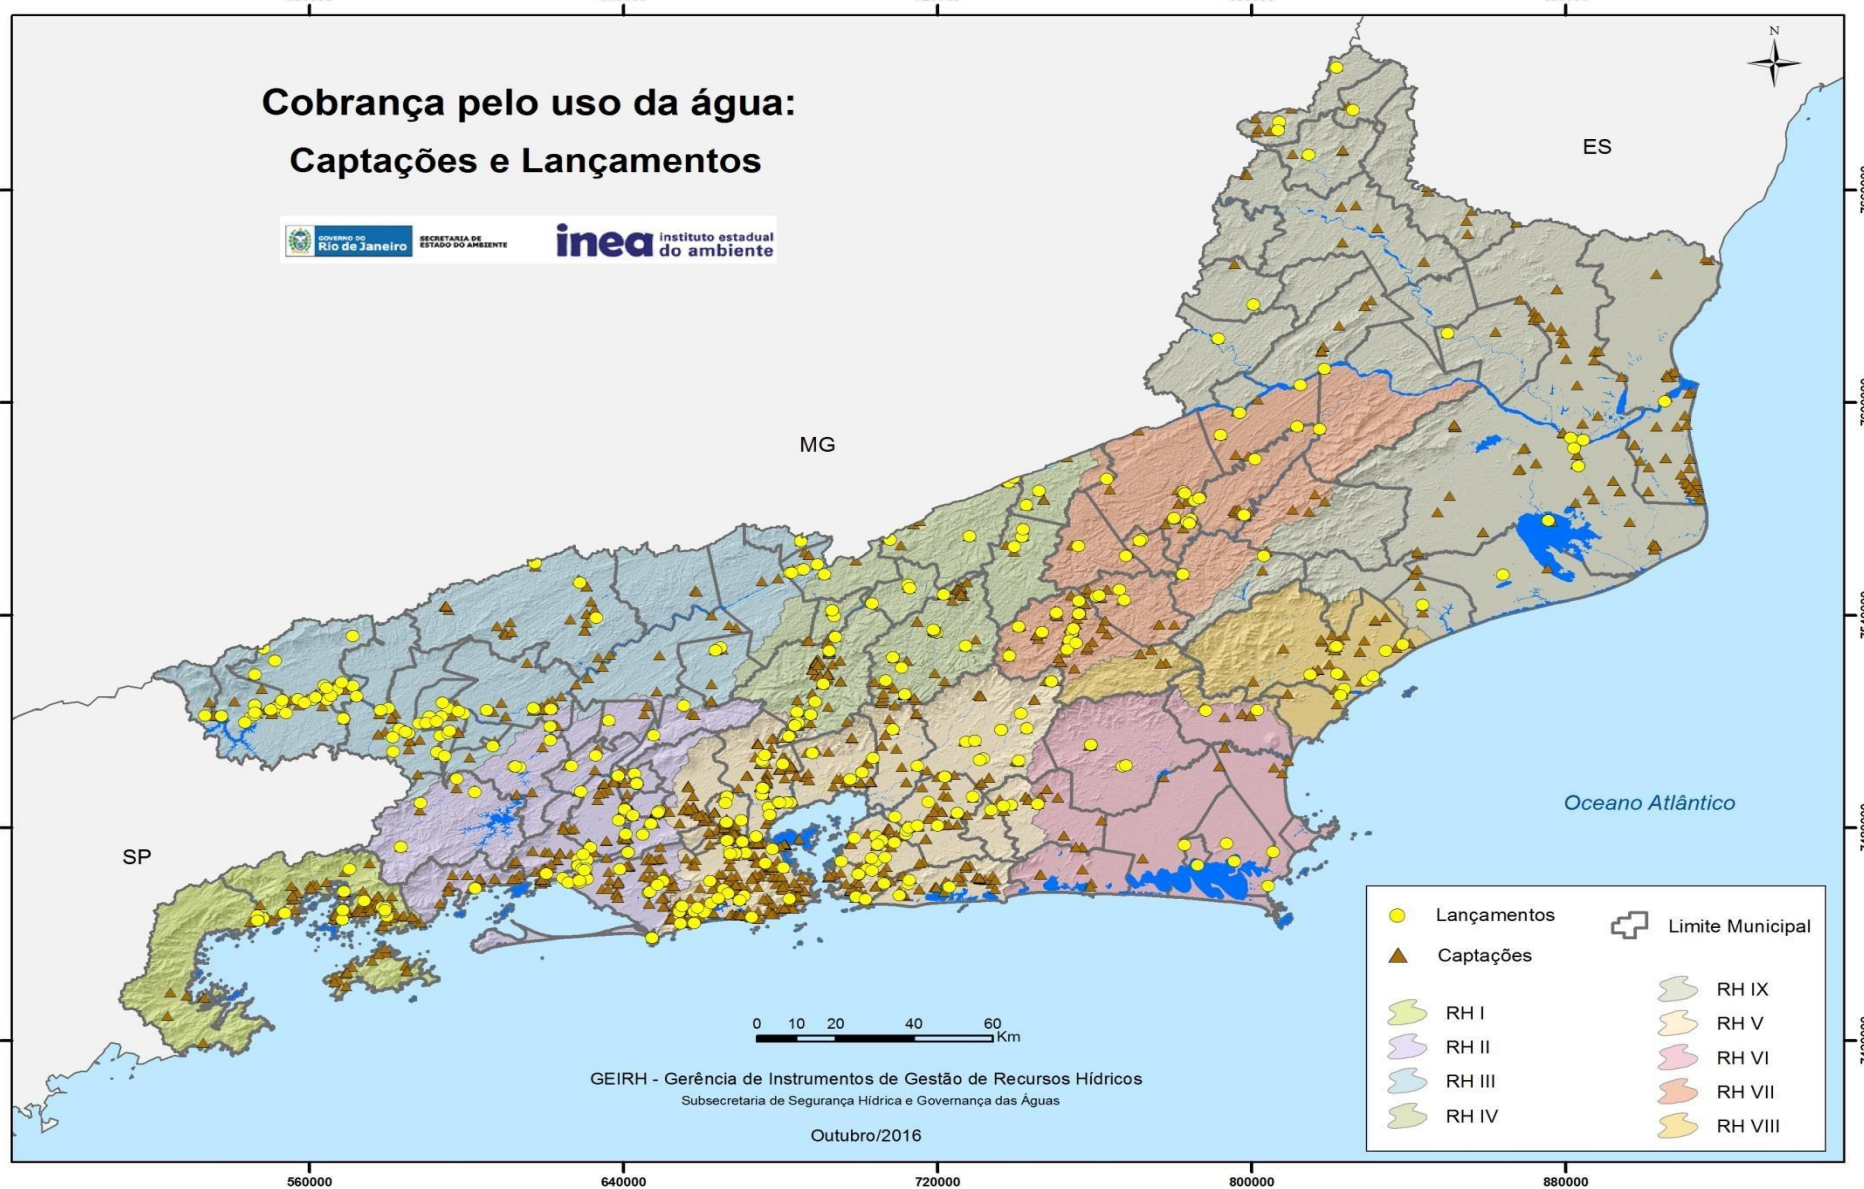 Cobrança pelo uso da água:
Captações e Lançamentos
GOVERNO DO
Rio de Janeiro
SECRETARIA DE
ESTADO DO AMBIENTE
inea instituto estadual
do ambiente
N
ES
MG
SP
Oceano Atlântico
Lançamentos
Captações
Limite Municipal
RH I
RH II
RH III
RH IV
RH IX
RH V
RH VI
RH VII
RH VIII
0 10 20 40 60
Km
GEIRH - Gerência de Instrumentos de Gestão de Recursos Hídricos
Subsecretaria de Segurança Hídrica e Governança das Águas
Outubro/2016
560000 640000 720000 800000 880000